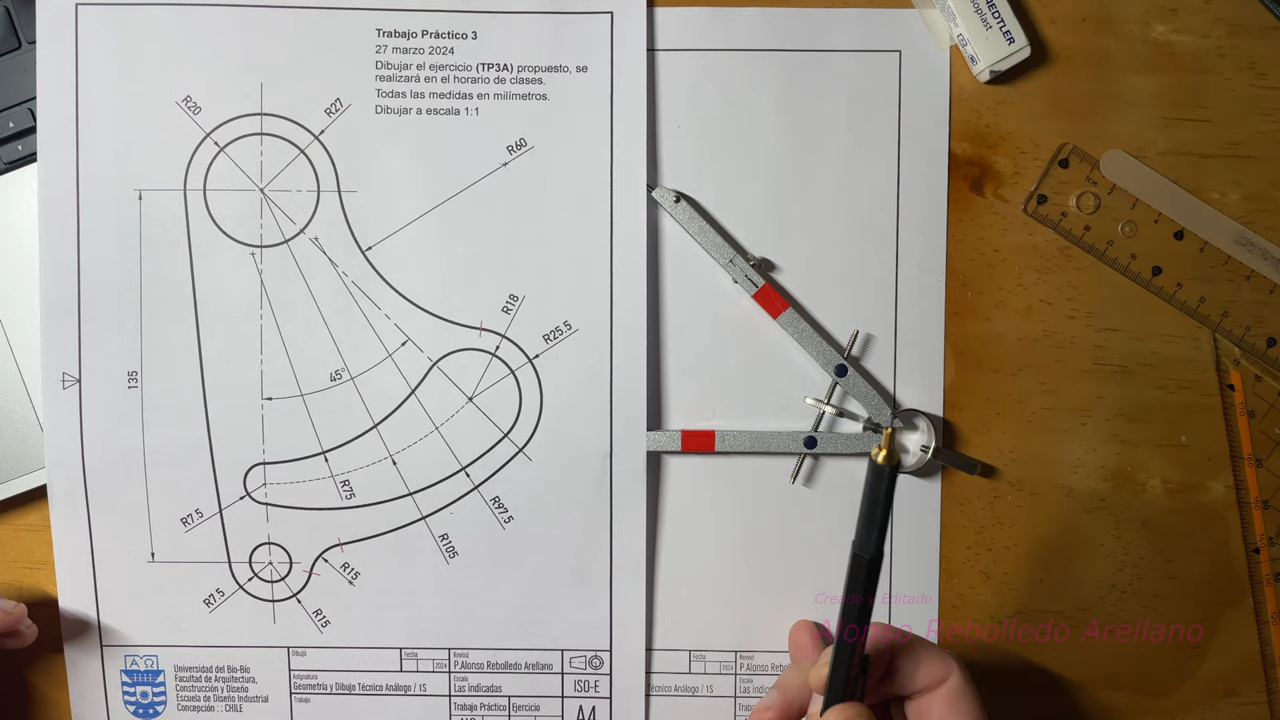 Trabajo Práctico 3
27 marzo 2024
Dibujar el ejercicio (TP3A) propuesto, se
realizará en el horario de clases.
Todas las medidas en milímetros.
Dibujar a escala 1:1
R20
R27
R60
R18
R25.5
45°
135
R75
R97.5
R105
R7.5
R15
R7.5
R15
STAEDTLER
Creado y Editado
Alonso Rebolledo Arellano
Universidad del Bío-Bío
Facultad de Arquitectura,
Construcción y Diseño
Escuela de Diseño Industrial
Concepción : : CHILE
Dibujó
Fecha
2024
Revisó
P.Alonso Rebolledo Arellano
Asignatura
Geometría y Dibujo Técnico Análogo / 1S
Escala
Las indicadas
ISO-E
Trabajo
Trabajo Práctico
Ejercicio
A4
Fecha
2024
Revisó
P.Alonso
Técnico Análogo / 1S
Escala